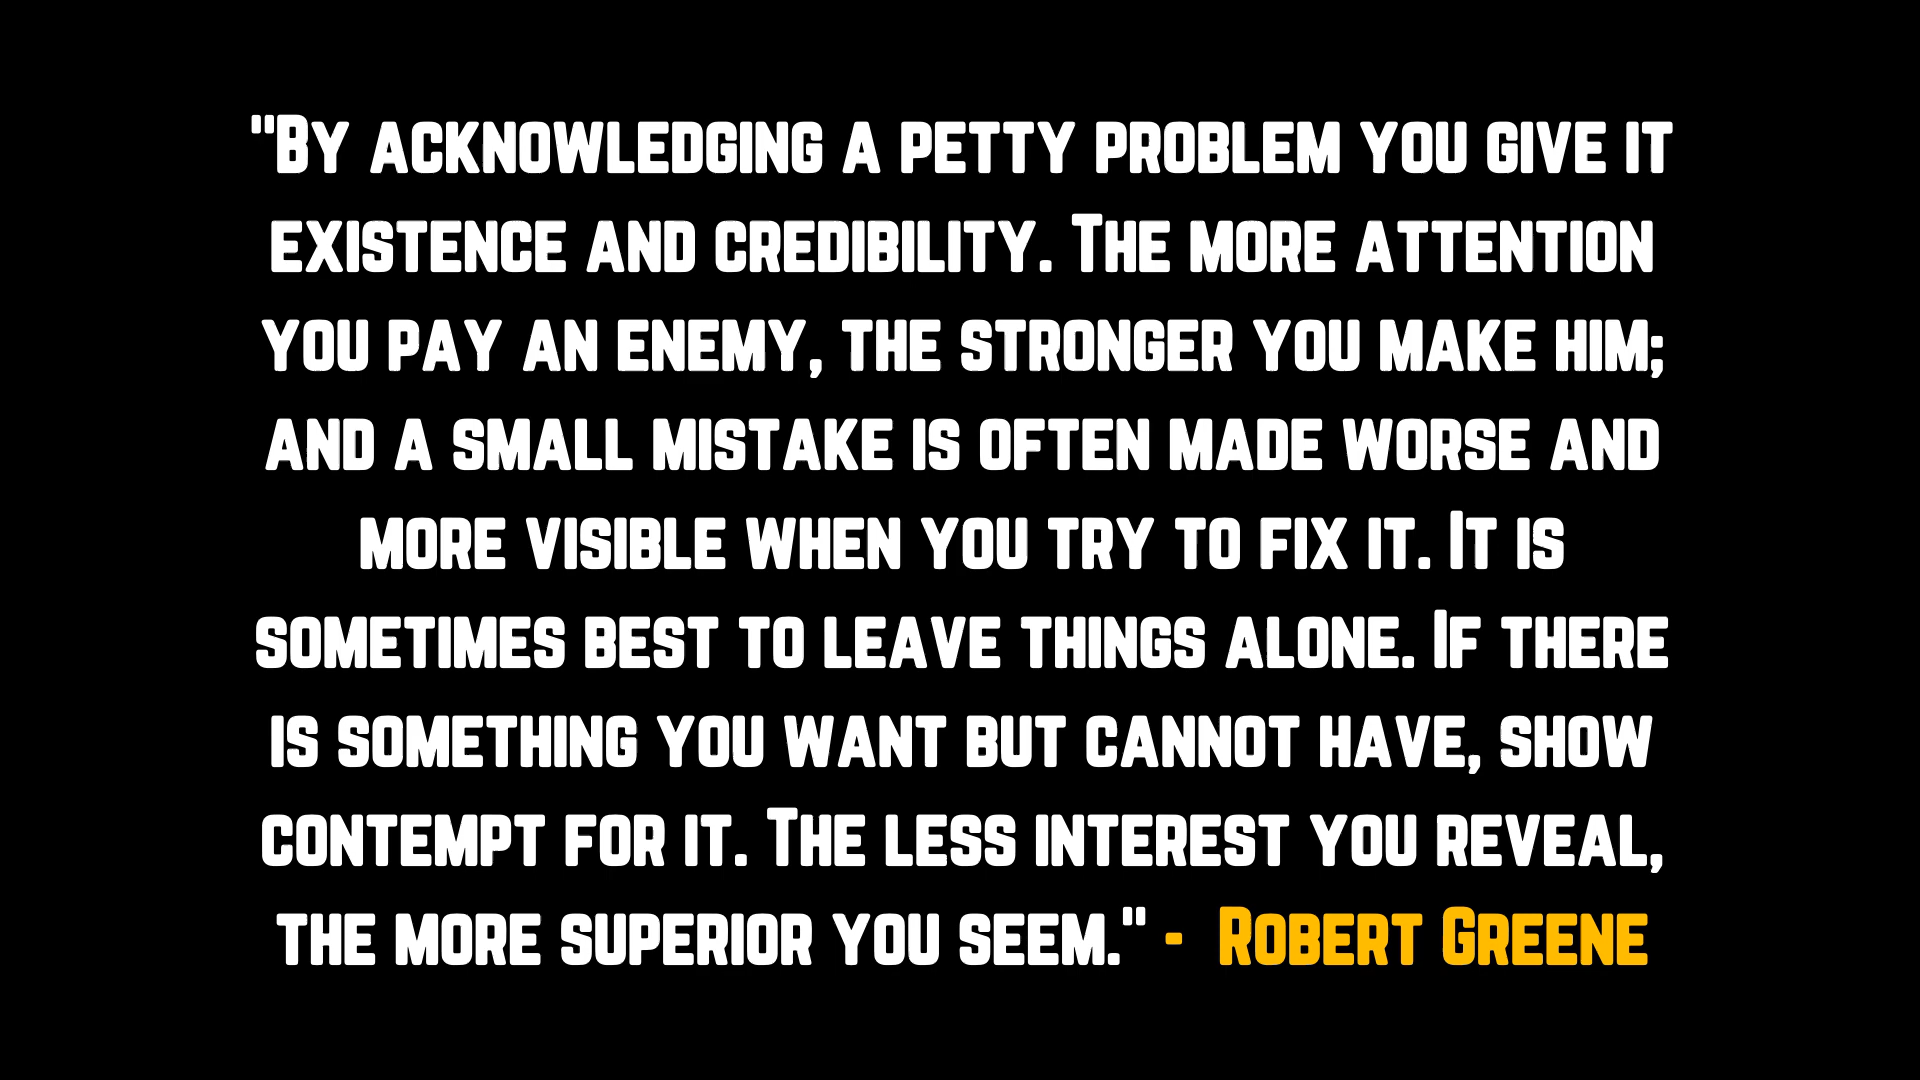 "By acknowledging a petty problem you give it
existence and credibility. The more attention
you pay an enemy, the stronger you make him;
and a small mistake is often made worse and
more visible when you try to fix it. It is
sometimes best to leave things alone. If there
is something you want but cannot have, show
contempt for it. The less interest you reveal,
the more superior you seem." - Robert Greene